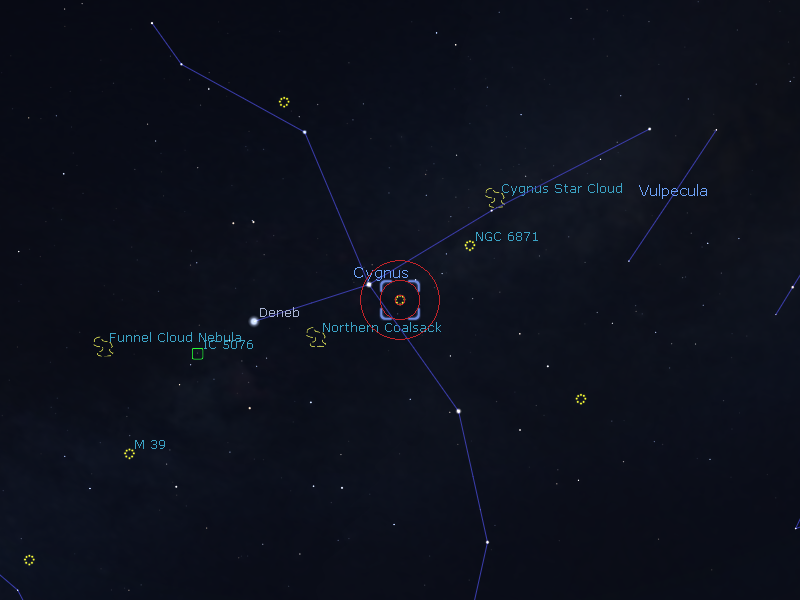 Cygnus Star Cloud
Vulpecula
NGC 6871
Cygnus
Deneb
Northern Coalsack
Funnel Cloud Nebula
IC 5076
M 39